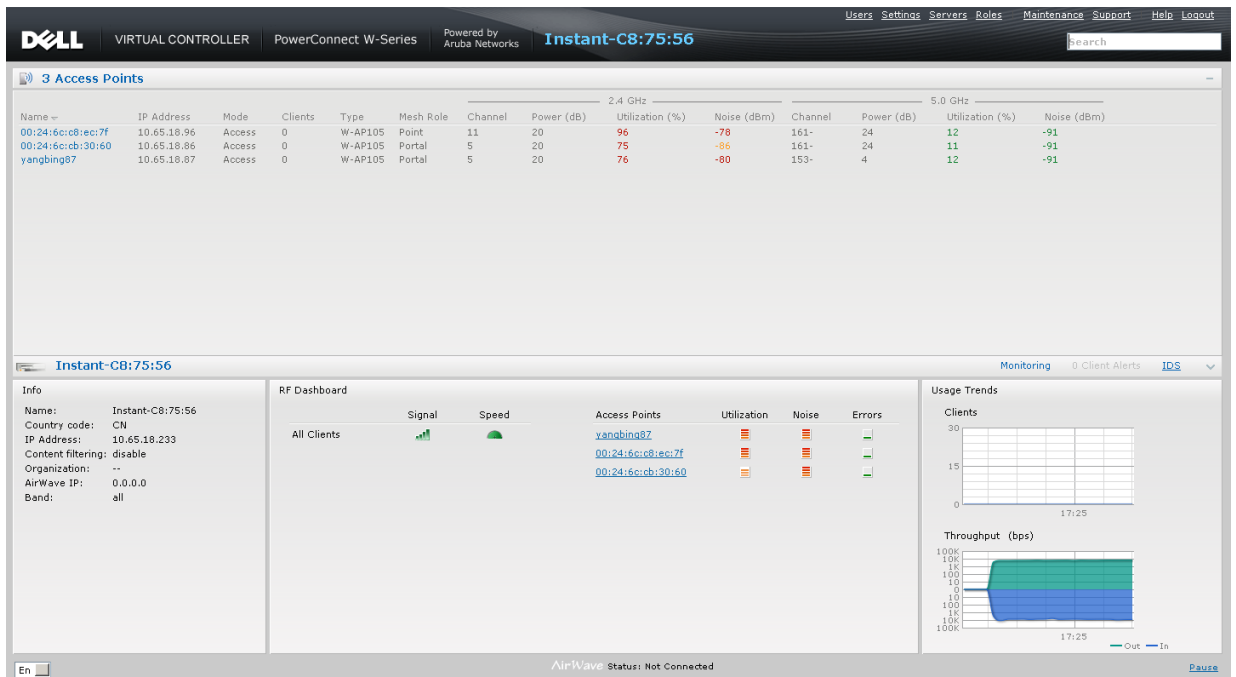 Users Settings Servers Roles Maintenance Support Help Logout
DELL VIRTUAL CONTROLLER PowerConnect W-Series Powered by Aruba Networks Instant-C8:75:56 Search
3 Access Points
2.4 GHz 5.0 GHz
Name IP Address Mode Clients Type Mesh Role Channel Power (dB) Utilization (%) Noise (dBm) Channel Power (dB) Utilization (%) Noise (dBm)
00:24:6c:c8:ec:7f 10.65.18.96 Access 0 W-AP105 Point 11 20 96 -78 161- 24 12 -91
00:24:6c:cb:30:60 10.65.18.86 Access 0 W-AP105 Portal 5 20 75 -86 161- 24 11 -91
yangbing87 10.65.18.87 Access 0 W-AP105 Portal 5 20 76 -80 153- 4 12 -91
Instant-C8:75:56 Monitoring 0 Client Alerts IDS
Info
Name: Instant-C8:75:56
Country code: CN
IP Address: 10.65.18.233
Content filtering: disable
Organization: --
AirWave IP: 0.0.0.0
Band: all
RF Dashboard
Signal Speed
All Clients
Access Points Utilization Noise Errors
yangbing87
00:24:6c:c8:ec:7f
00:24:6c:cb:30:60
Usage Trends
Clients
30
15
0
17:25
Throughput (bps)
100K
10K
1K
100
10
0
10
100
1K
10K
100K
17:25
Out In
En
AirWave Status: Not Connected
Pause